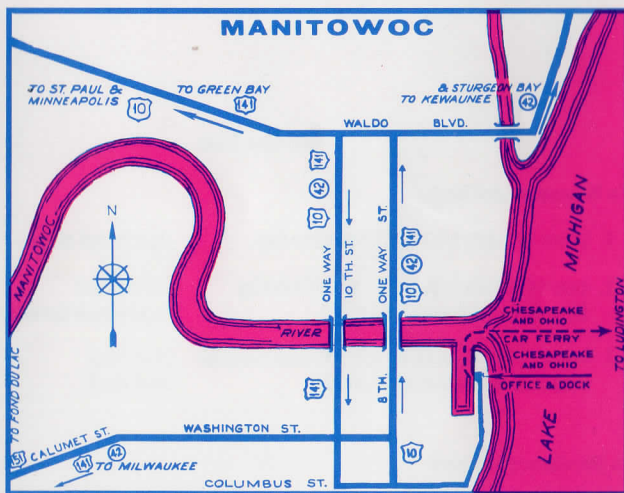 MANITOWOC
TO ST. PAUL &
MINNEAPOLIS
10
TO GREEN BAY
141
& STURGEON BAY
TO KEWAUNEE
42
WALDO BLVD.
10 42 141
ONE WAY
10 TH. ST.
ONE WAY
8 TH. ST.
141
42
10
N
MANITOWOC
RIVER
MICHIGAN
LAKE
CHESAPEAKE
AND OHIO
CAR FERRY
CHESAPEAKE
AND OHIO
OFFICE & DOCK
TO LUDINGTON
TO FOND DU LAC
141
10
WASHINGTON ST.
151
CALUMET ST.
141
42
TO MILWAUKEE
COLUMBUS ST.